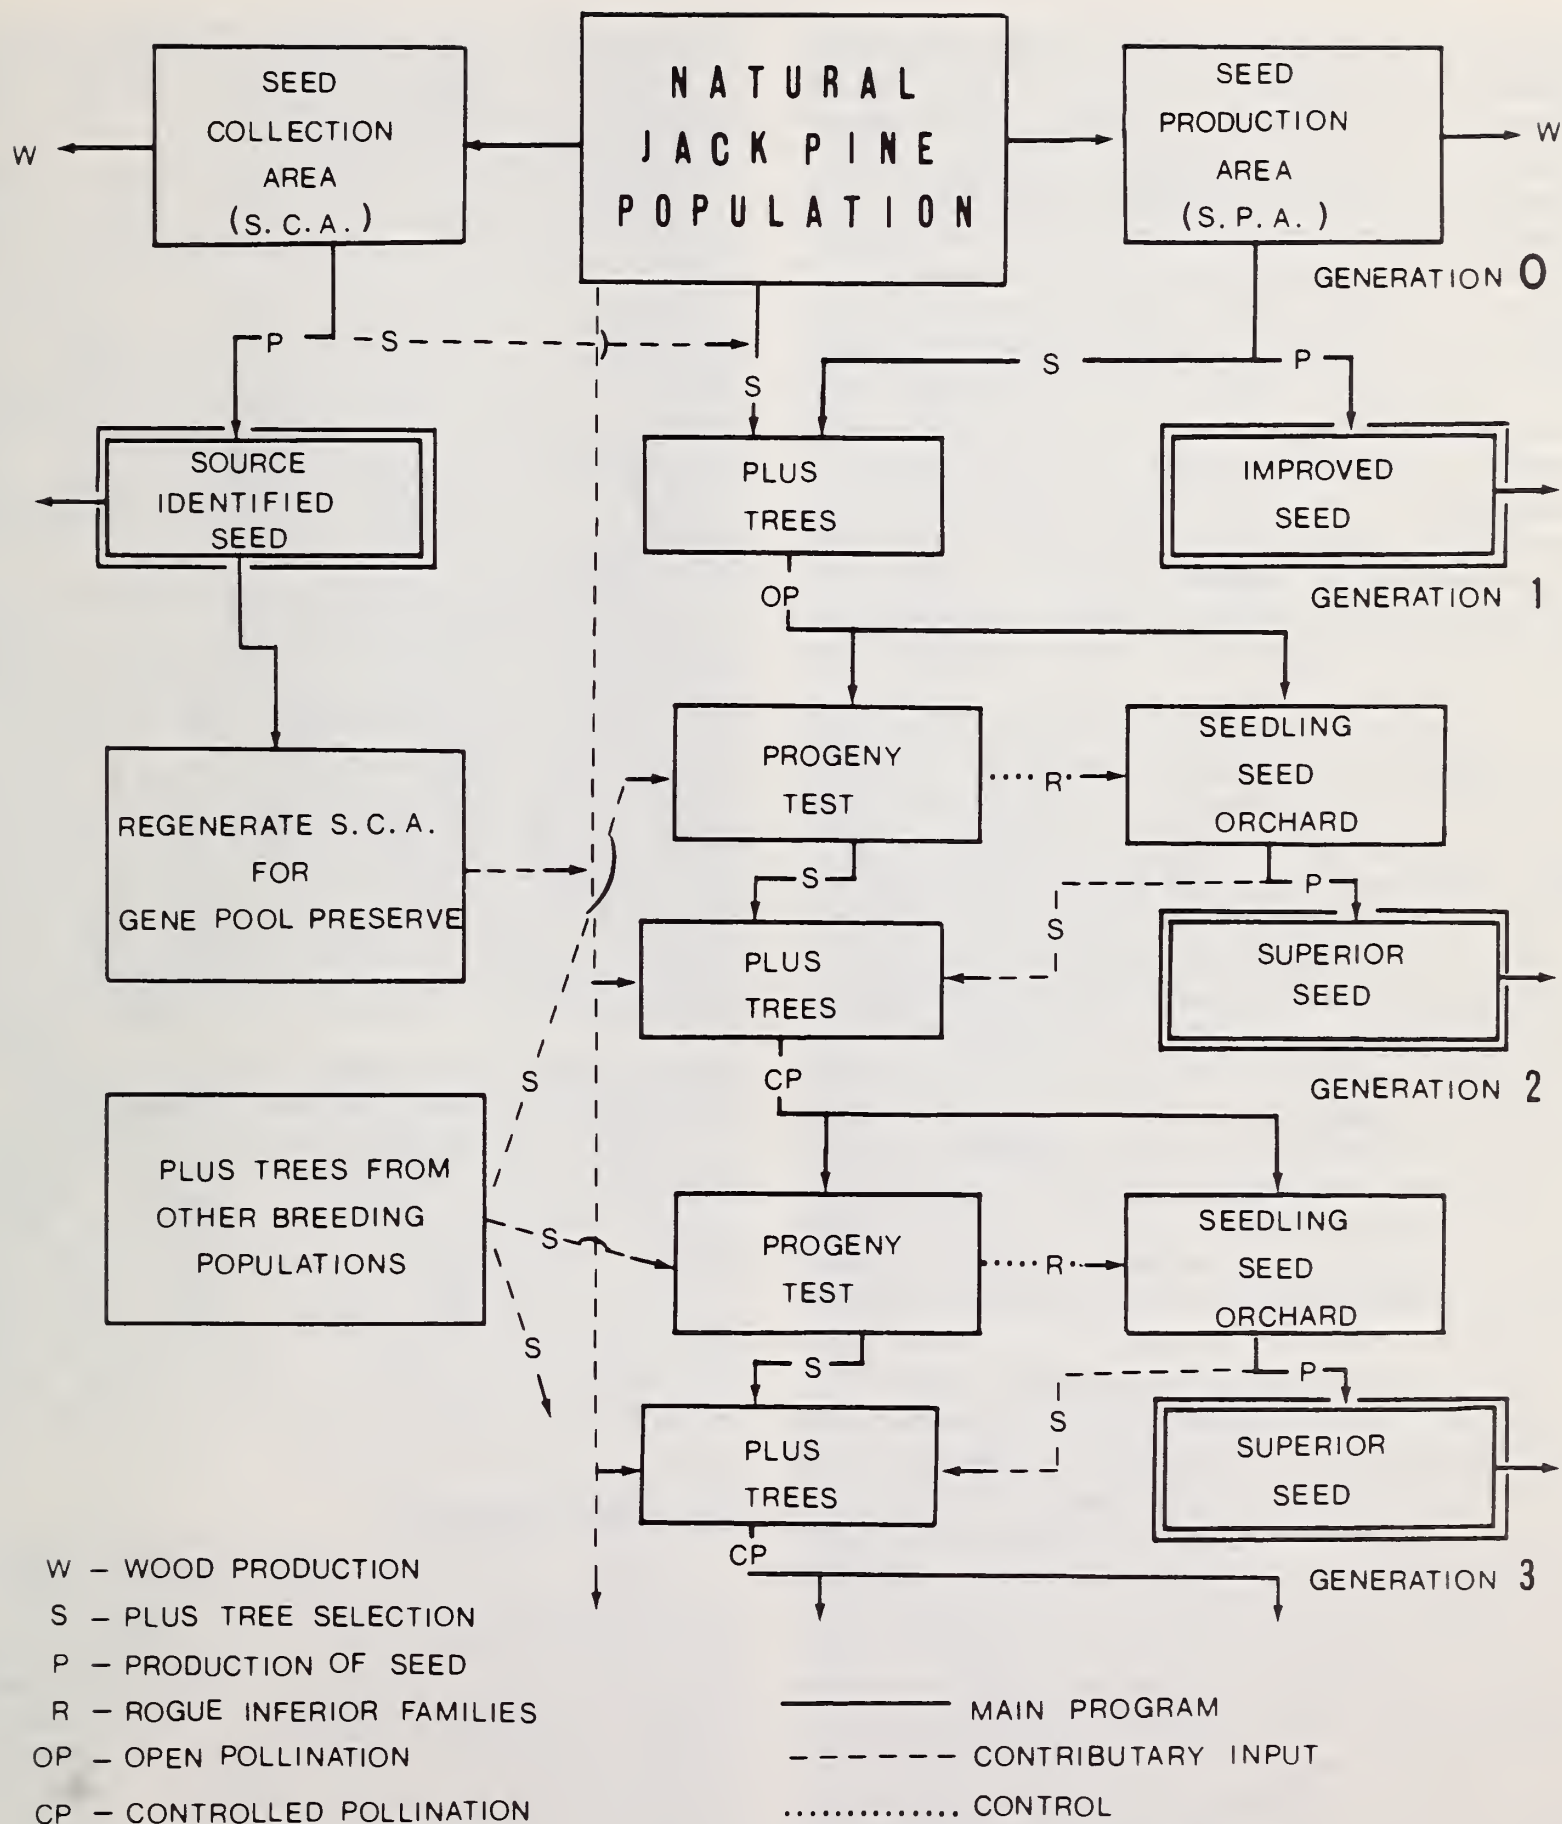 NATURAL
JACK PINE
POPULATION
SEED
COLLECTION
AREA
(S. C. A.)
W
SEED
PRODUCTION
AREA
(S. P. A.)
W
GENERATION 0
P
S
S
S
P
SOURCE
IDENTIFIED
SEED
PLUS
TREES
IMPROVED
SEED
GENERATION 1
OP
REGENERATE S. C. A.
FOR
GENE POOL PRESERVE
PROGENY
TEST
R
SEEDLING
SEED
ORCHARD
S
P
S
PLUS
TREES
SUPERIOR
SEED
GENERATION 2
S
CP
PLUS TREES FROM
OTHER BREEDING
POPULATIONS
S
S
PROGENY
TEST
R
SEEDLING
SEED
ORCHARD
S
P
S
PLUS
TREES
SUPERIOR
SEED
GENERATION 3
CP
W – WOOD PRODUCTION
S – PLUS TREE SELECTION
P – PRODUCTION OF SEED
R – ROGUE INFERIOR FAMILIES
OP – OPEN POLLINATION
CP – CONTROLLED POLLINATION
MAIN PROGRAM
CONTRIBUTARY INPUT
CONTROL